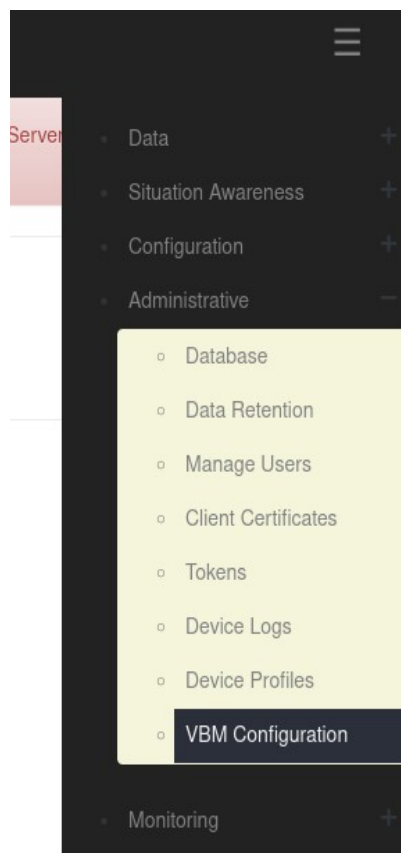 Server
Data
Situation Awareness
Configuration
Administrative
Database
Data Retention
Manage Users
Client Certificates
Tokens
Device Logs
Device Profiles
VBM Configuration
Monitoring